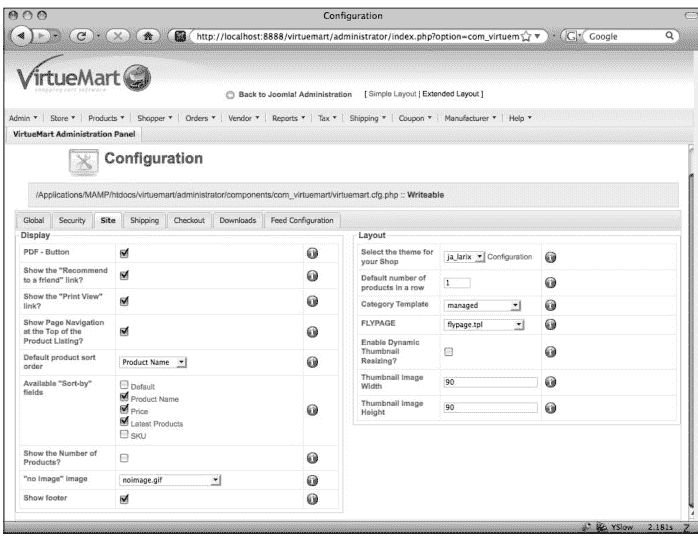 Configuration
http://localhost:8888/virtuemart/administrator/index.php?option=com_virtuem
Google
VirtueMart
shopping cart software
Back to Joomla! Administration [ Simple Layout | Extended Layout ]
Admin Store Products Shopper Orders Vendor Reports Tax Shipping Coupon Manufacturer Help
VirtueMart Administration Panel
Configuration
/Applications/MAMP/htdocs/virtuemart/administrator/components/com_virtuemart/virtuemart.cfg.php :: Writeable
Global Security Site Shipping Checkout Downloads Feed Configuration
Display
PDF - Button
Show the "Recommend
to a friend" link?
Show the "Print View"
link?
Show Page Navigation
at the Top of the
Product Listing?
Default product sort
order
Product Name
Available "Sort-by"
fields
Default
Product Name
Price
Latest Products
SKU
Show the Number of
Products?
"no image" image
noimage.gif
Show footer
Layout
Select the theme for
your Shop
ja_larix Configuration
Default number of
products in a row
1
Category Template
managed
FLYPAGE
flypage.tpl
Enable Dynamic
Thumbnail
Resizing?
Thumbnail Image
Width
90
Thumbnail Image
Height
90
YSlow 2.181s